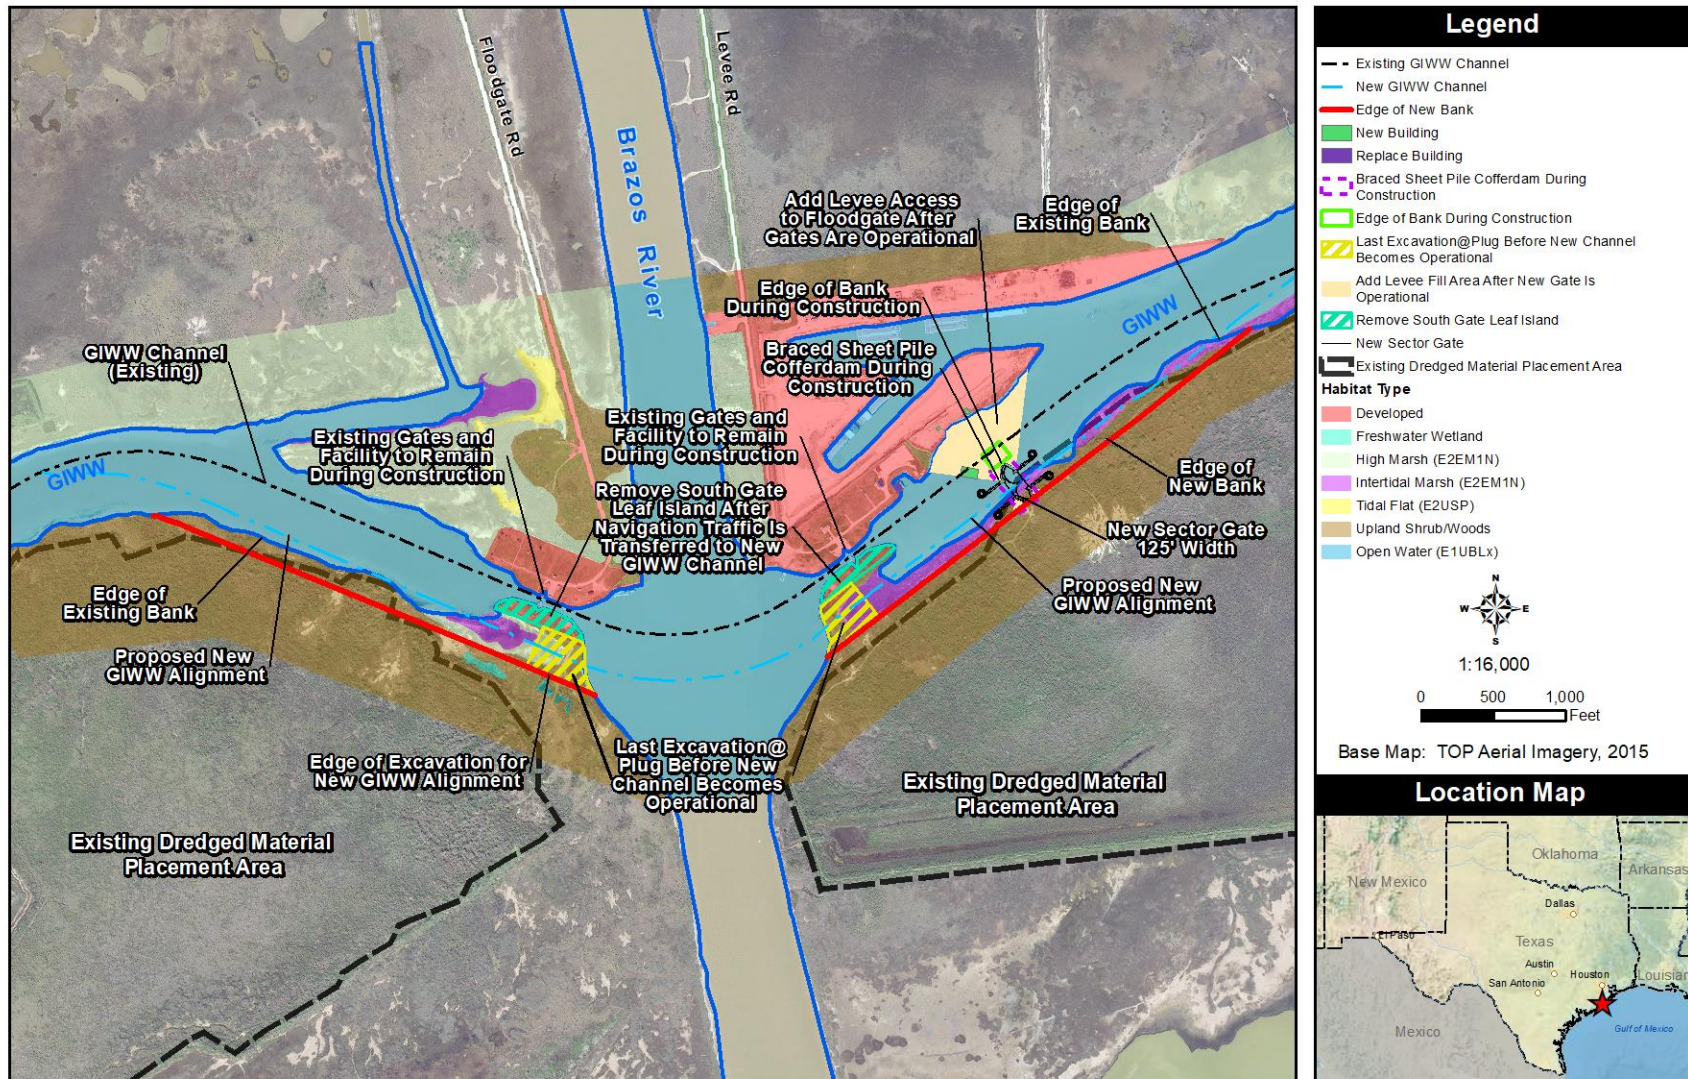 Floodgate Rd
Levee Rd
Brazos River
Add Levee Access
to Floodgate After
Gates Are Operational
Edge of
Existing Bank
Edge of Bank
During Construction
GIWW
GIWW Channel
(Existing)
Braced Sheet Pile
Cofferdam During
Construction
Existing Gates and
Facility to Remain
During Construction
Existing Gates and
Facility to Remain
During Construction
GIWW
Edge of
New Bank
Remove South Gate
Leaf Island After
Navigation Traffic Is
Transferred to New
GIWW Channel
New Sector Gate
125' Width
Edge of
Existing Bank
Proposed New
GIWW Alignment
Proposed New
GIWW Alignment
Edge of Excavation for
New GIWW Alignment
Last Excavation@
Plug Before New
Channel Becomes
Operational
Existing Dredged Material
Placement Area
Existing Dredged Material
Placement Area
Legend
Existing GIWW Channel
New GIWW Channel
Edge of New Bank
New Building
Replace Building
Braced Sheet Pile Cofferdam During
Construction
Edge of Bank During Construction
Last Excavation@Plug Before New Channel
Becomes Operational
Add Levee Fill Area After New Gate Is
Operational
Remove South Gate Leaf Island
New Sector Gate
Existing Dredged Material Placement Area
Habitat Type
Developed
Freshwater Wetland
High Marsh (E2EM1N)
Intertidal Marsh (E2EM1N)
Tidal Flat (E2USP)
Upland Shrub/Woods
Open Water (E1UBLx)
N
W E
S
1:16,000
0 500 1,000
Feet
Base Map: TOP Aerial Imagery, 2015
Location Map
Oklahoma
Arkansas
New Mexico
Dallas
El Paso
Texas
Austin
Houston
San Antonio
Louisian
Gulf of Mexico
Mexico